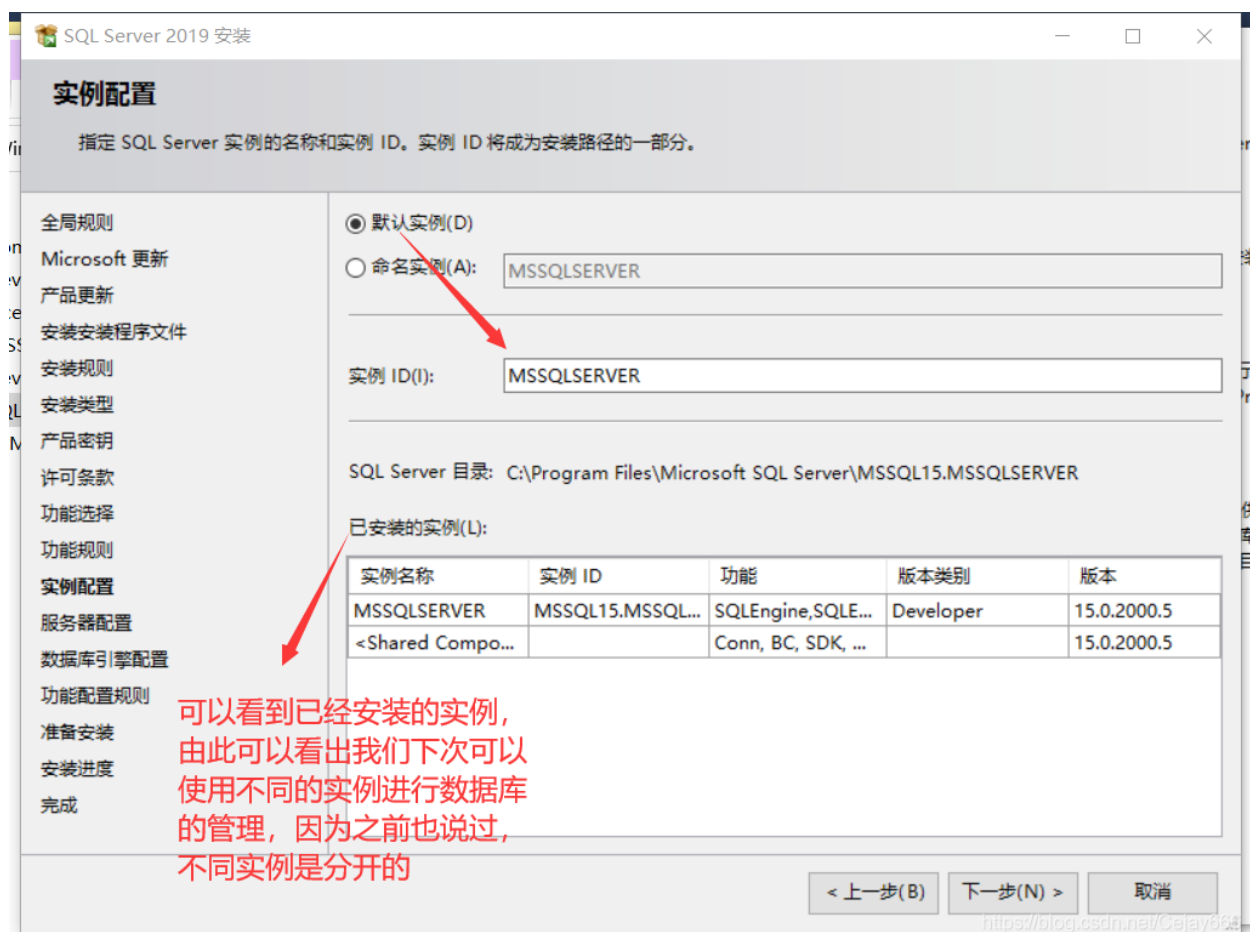 SQL Server 2019 安装
实例配置
指定 SQL Server 实例的名称和实例 ID。实例 ID 将成为安装路径的一部分。
全局规则
Microsoft 更新
产品更新
安装安装程序文件
安装规则
安装类型
产品密钥
许可条款
功能选择
功能规则
实例配置
服务器配置
数据库引擎配置
功能配置规则
准备安装
安装进度
完成
默认实例(D)
命名实例(A):
MSSQLSERVER
实例 ID(I):
MSSQLSERVER
SQL Server 目录: C:\Program Files\Microsoft SQL Server\MSSQL15.MSSQLSERVER
已安装的实例(L):
实例名称 实例 ID 功能 版本类别 版本
MSSQLSERVER MSSQL15.MSSQL... SQLEngine,SQLE... Developer 15.0.2000.5
<Shared Compo... Conn, BC, SDK, ... 15.0.2000.5
可以看到已经安装的实例，
由此可以看出我们下次可以
使用不同的实例进行数据库
的管理，因为之前也说过，
不同实例是分开的
< 上一步(B) 下一步(N) > 取消